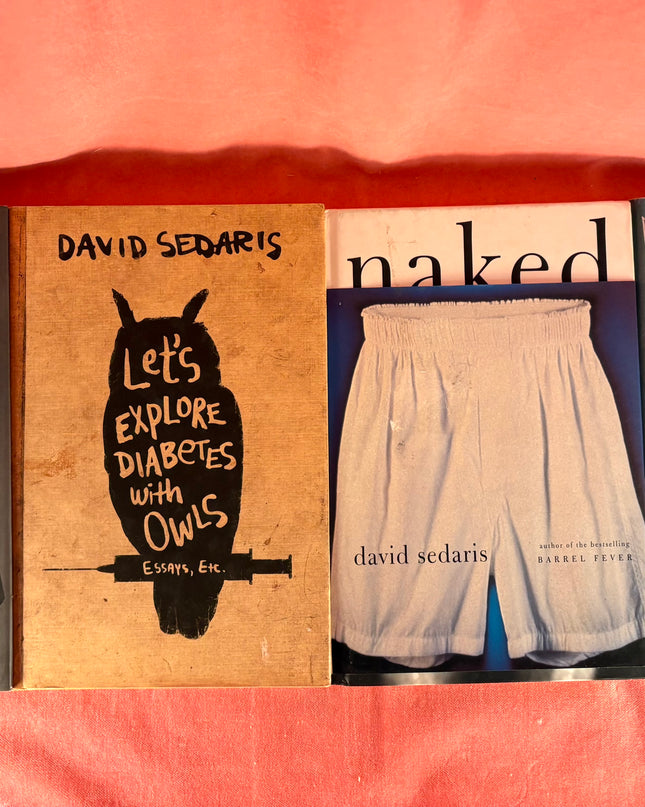 DAVID SEDARIS
Let's
EXPLORE
DIABETES
with
OWLS
ESSAYS, Etc.
naked
david sedaris
author of the bestselling
BARREL FEVER